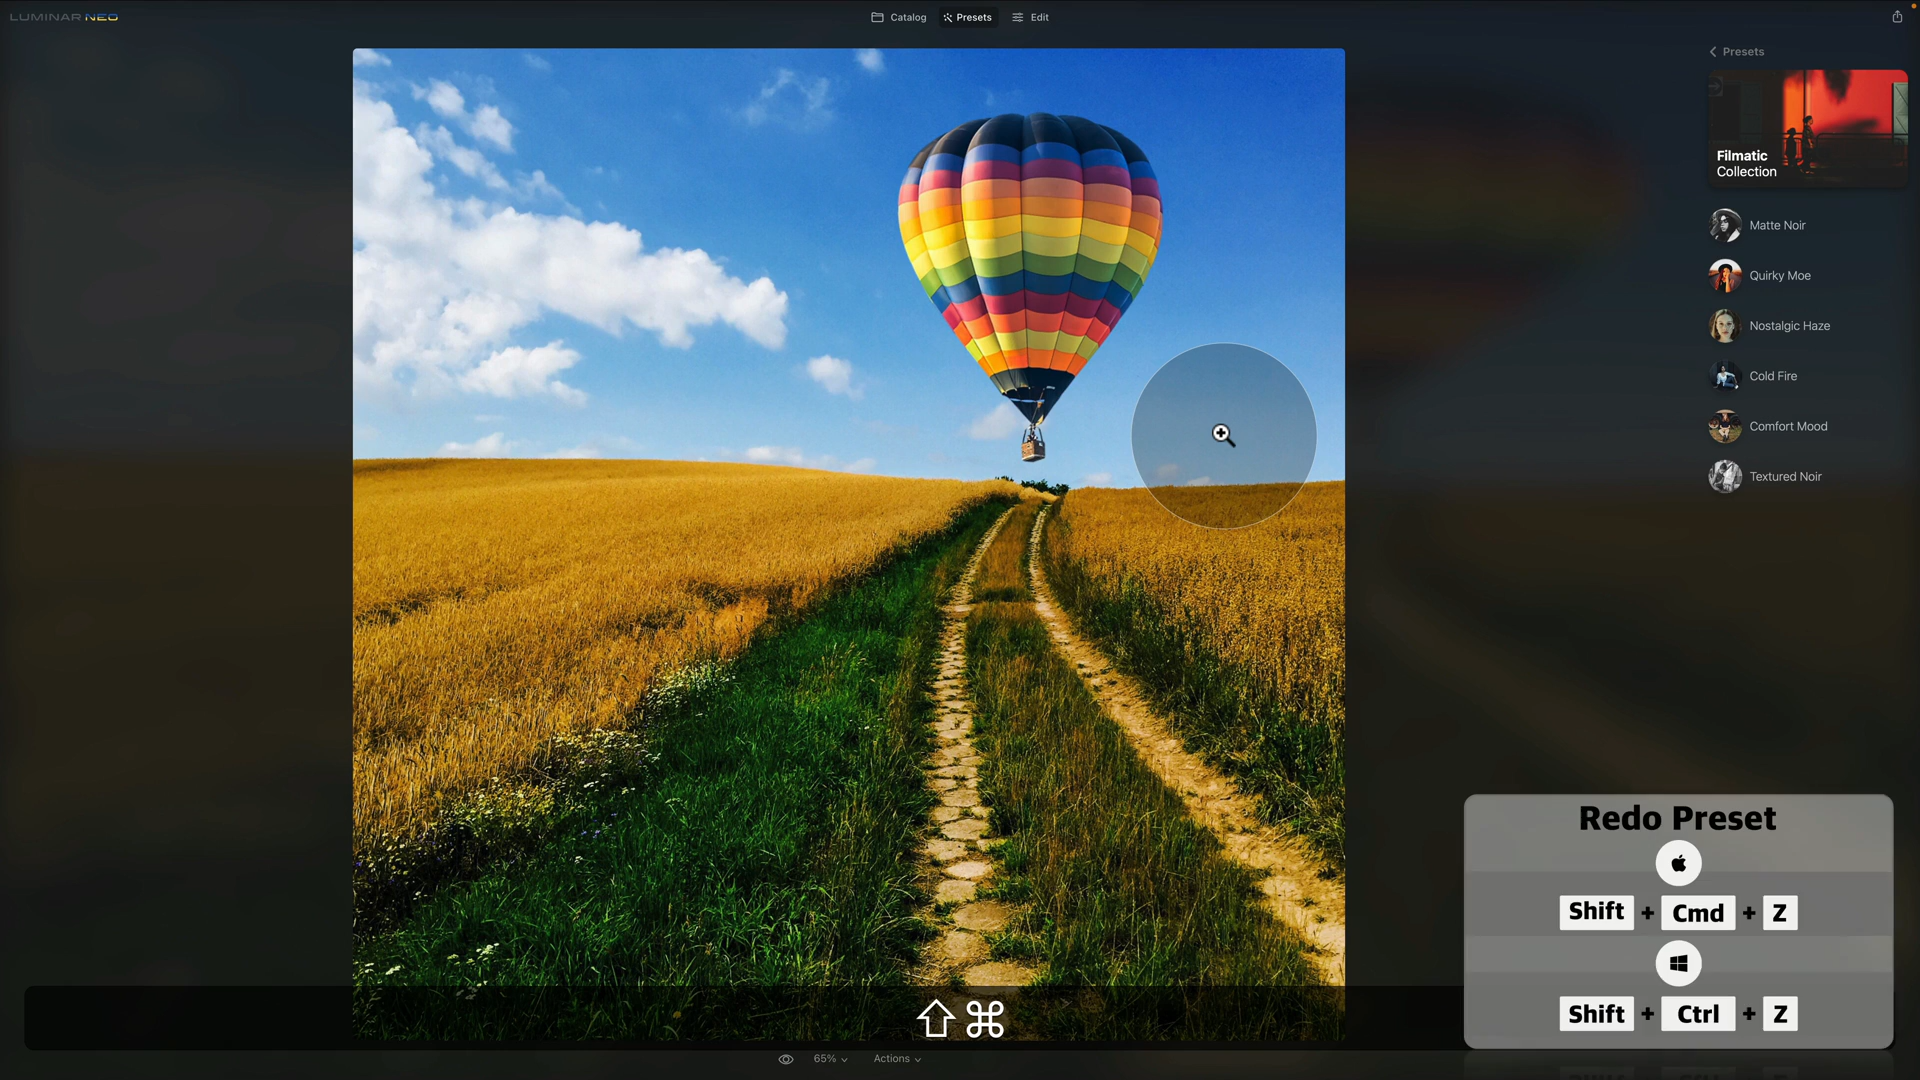 LUMINAR NEO
Catalog
Presets
Edit
Presets
Filmatic
Collection
Matte Noir
Quirky Moe
Nostalgic Haze
Cold Fire
Comfort Mood
Textured Noir
Redo Preset
Shift + Cmd + Z
Shift + Ctrl + Z
⇧ ⌘
65%
Actions